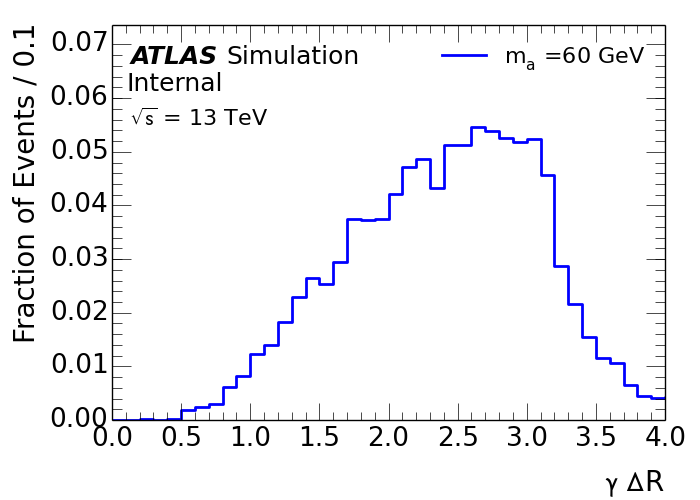 ATLAS Simulation
Internal
√s = 13 TeV
mₐ =60 GeV
Fraction of Events / 0.1
0.07
0.06
0.05
0.04
0.03
0.02
0.01
0.00
0.0 0.5 1.0 1.5 2.0 2.5 3.0 3.5 4.0
γ ΔR